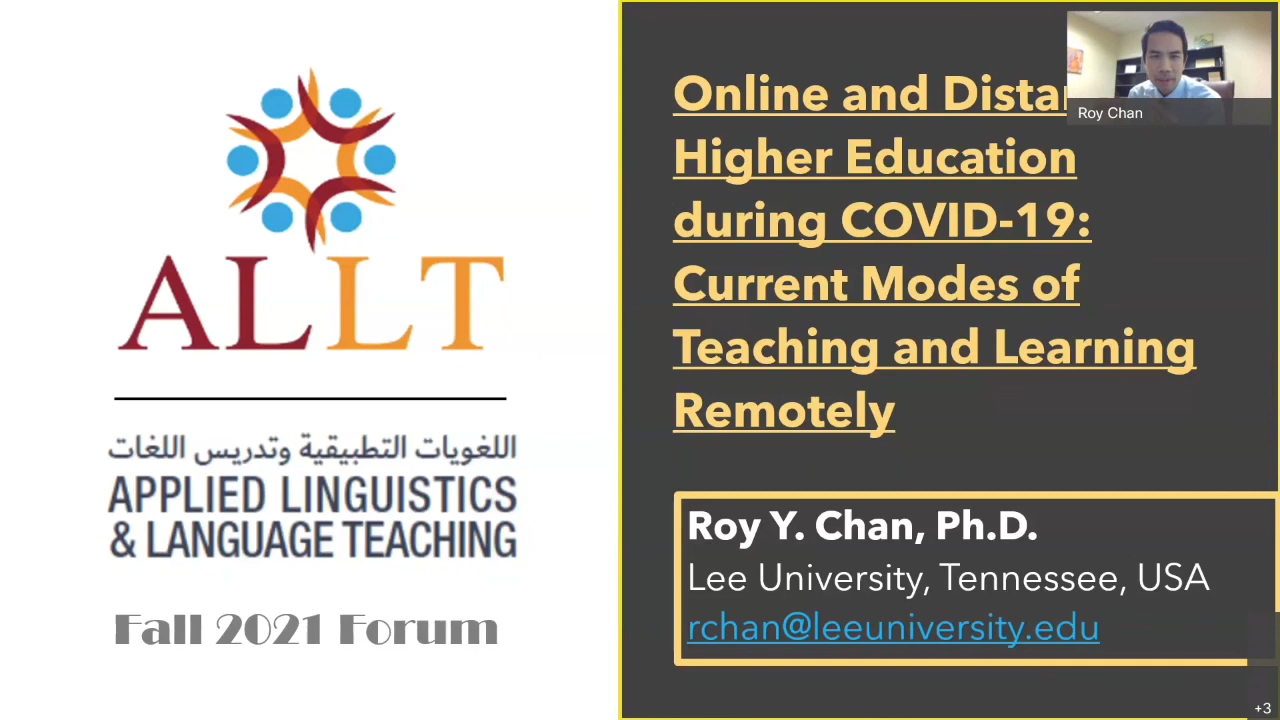 ALLT
اللغويات التطبيقية وتدريس اللغات
APPLIED LINGUISTICS
& LANGUAGE TEACHING
Fall 2021 Forum
Online and
Higher Education
during COVID-19:
Current Modes of
Teaching and Learning
Remotely
Roy Chan
Roy Y. Chan, Ph.D.
Lee University, Tennessee, USA
rchan@leeuniversity.edu
+3